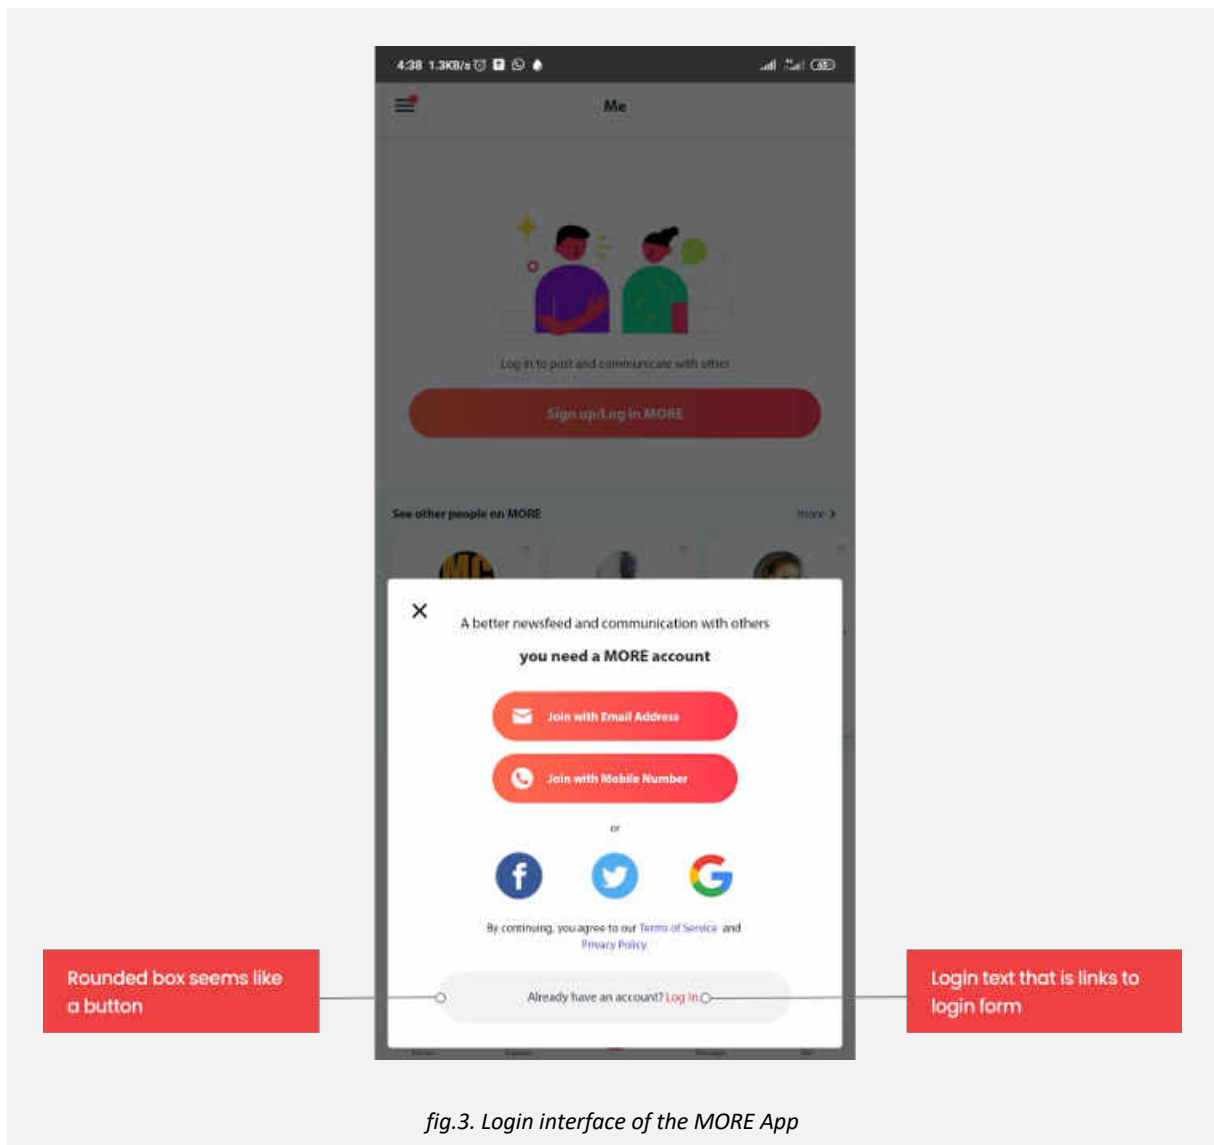 4:38 1.3KB/s
Me
Log in to post and communicate with other
Sign up/Log in MORE
See other people on MORE
more >
MC
×
A better newsfeed and communication with others
you need a MORE account
Join with Email Address
Join with Mobile Number
or
By continuing, you agree to our Terms of Service and
Privacy Policy
Rounded box seems like
a button
Already have an account? Log In
Login text that is links to
login form
fig.3. Login interface of the MORE App